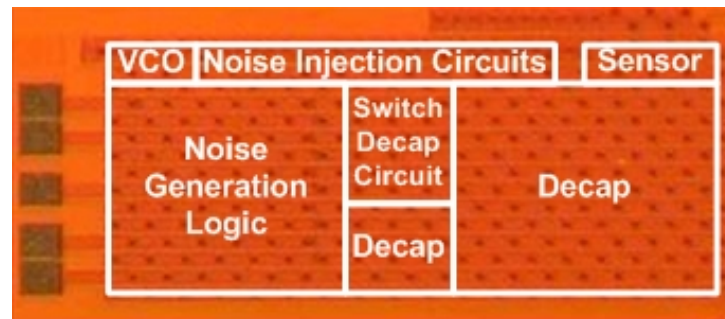 VCO Noise Injection Circuits Sensor
Noise
Generation
Logic
Switch
Decap
Circuit
Decap
Decap